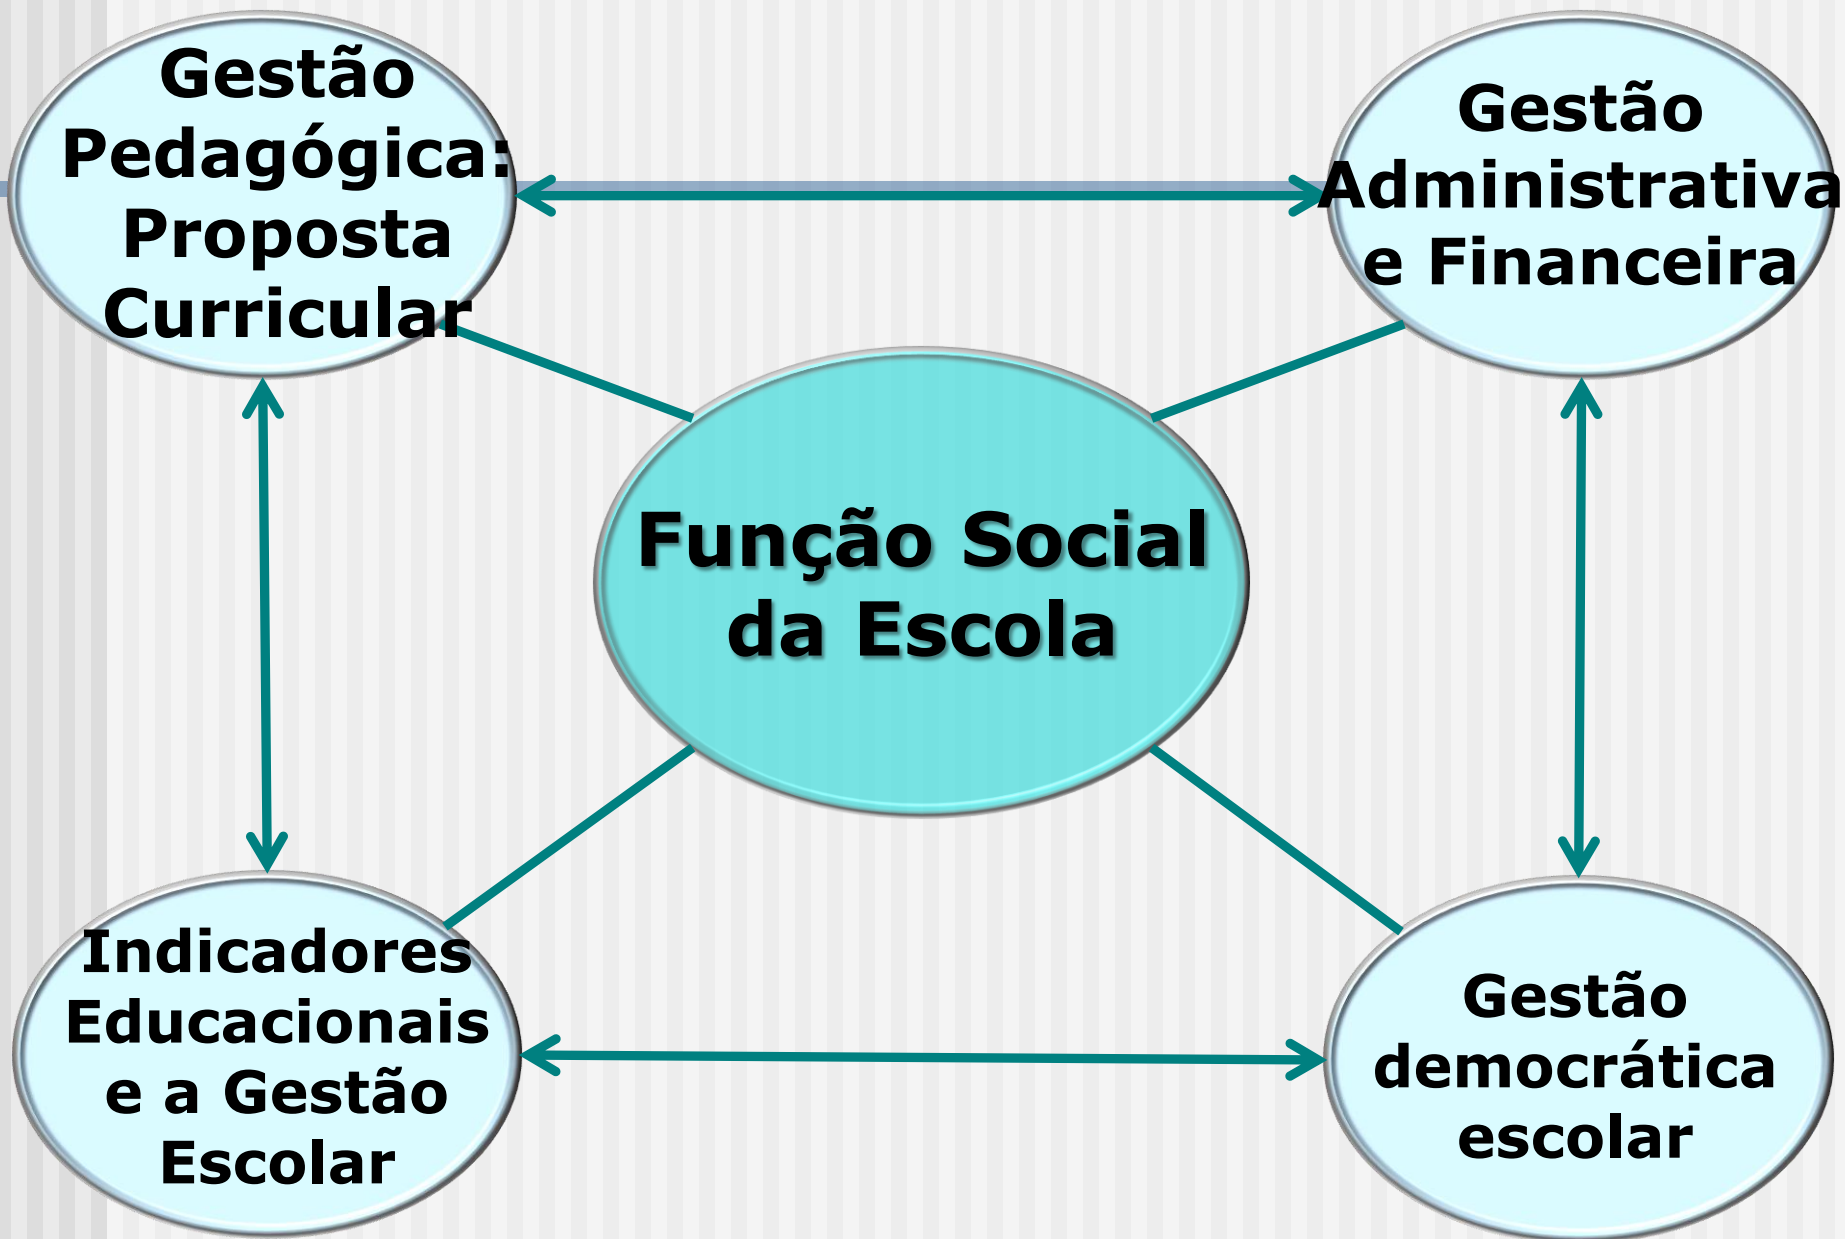 Gestão
Pedagógica:
Proposta
Curricular
Gestão
Administrativa
e Financeira
Função Social
da Escola
Indicadores
Educacionais
e a Gestão
Escolar
Gestão
democrática
escolar